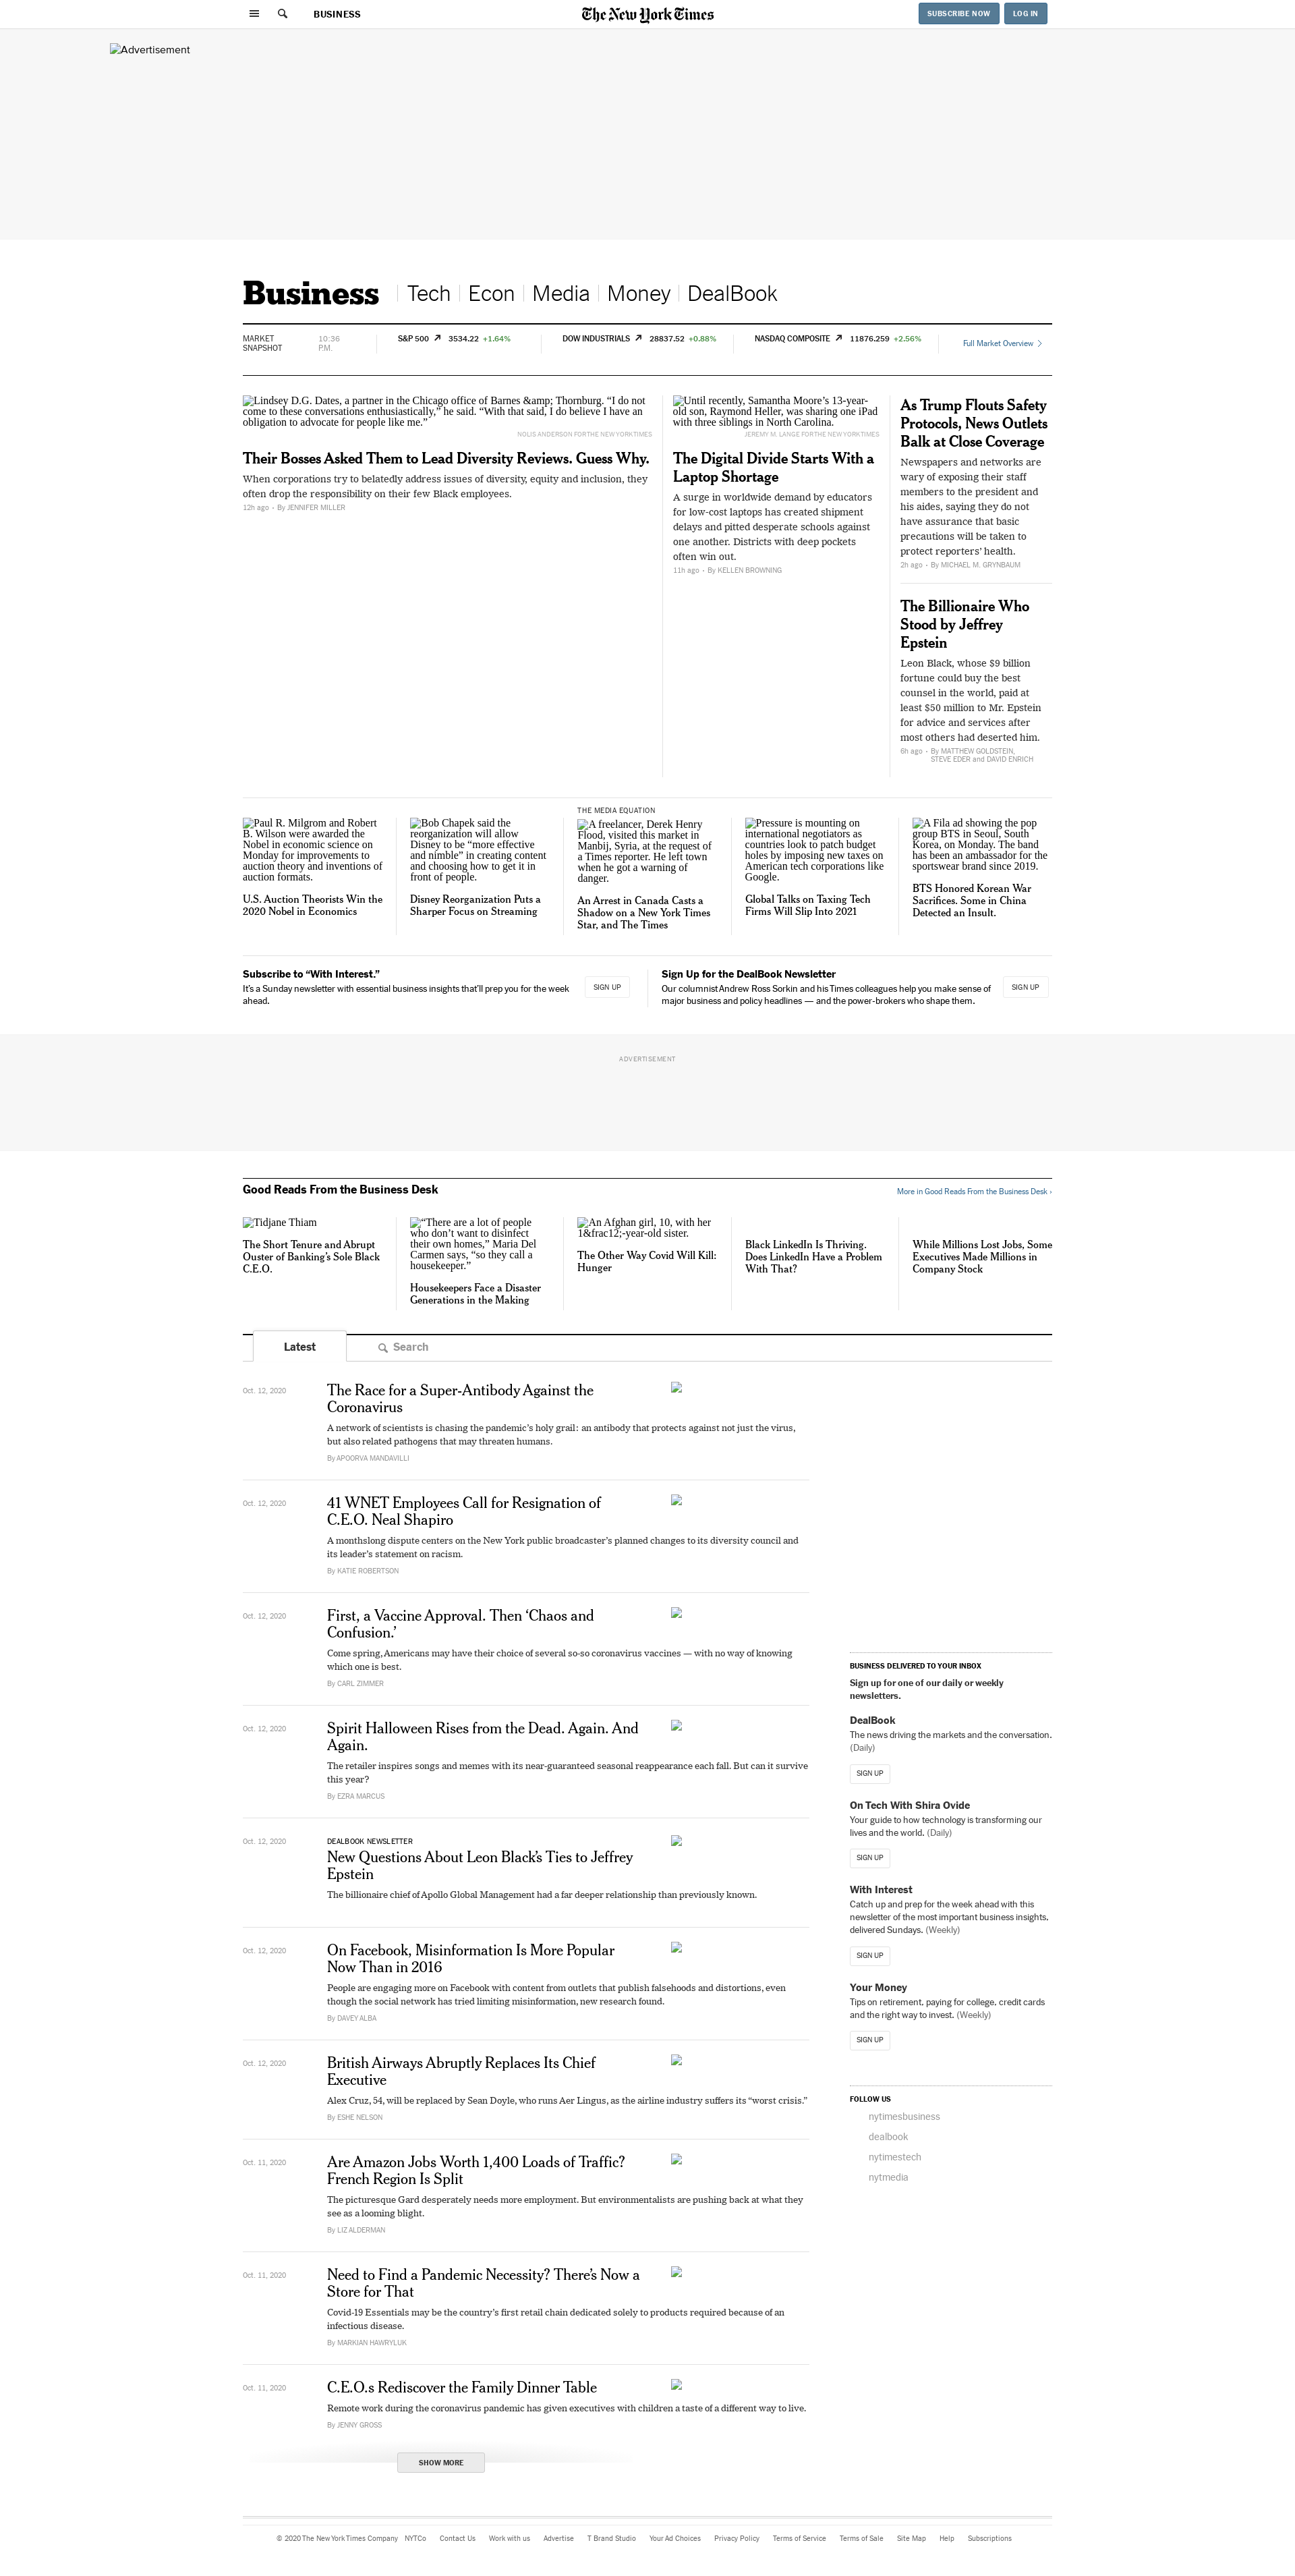 BUSINESS
The New York Times
SUBSCRIBE NOW
LOG IN
Advertisement
Business
Tech
Econ
Media
Money
DealBook
MARKET
SNAPSHOT
10:36
P.M.
S&P 500 3534.22 +1.64%
DOW INDUSTRIALS 28837.52 +0.88%
NASDAQ COMPOSITE 11876.259 +2.56%
Full Market Overview
Lindsey D.G. Dates, a partner in the Chicago office of Barnes &amp; Thornburg. “I do not
come to these conversations enthusiastically,” he said. “With that said, I do believe I have an
obligation to advocate for people like me.”
NOLIS ANDERSON FOR THE NEW YORK TIMES
Their Bosses Asked Them to Lead Diversity Reviews. Guess Why.
When corporations try to belatedly address issues of diversity, equity and inclusion, they
often drop the responsibility on their few Black employees.
12h ago • By JENNIFER MILLER
Until recently, Samantha Moore’s 13-year-
old son, Raymond Heller, was sharing one iPad
with three siblings in North Carolina.
JEREMY M. LANGE FOR THE NEW YORK TIMES
The Digital Divide Starts With a
Laptop Shortage
A surge in worldwide demand by educators
for low-cost laptops has created shipment
delays and pitted desperate schools against
one another. Districts with deep pockets
often win out.
11h ago • By KELLEN BROWNING
As Trump Flouts Safety
Protocols, News Outlets
Balk at Close Coverage
Newspapers and networks are
wary of exposing their staff
members to the president and
his aides, saying they do not
have assurance that basic
precautions will be taken to
protect reporters’ health.
2h ago • By MICHAEL M. GRYNBAUM
The Billionaire Who
Stood by Jeffrey
Epstein
Leon Black, whose $9 billion
fortune could buy the best
counsel in the world, paid at
least $50 million to Mr. Epstein
for advice and services after
most others had deserted him.
6h ago • By MATTHEW GOLDSTEIN,
STEVE EDER and DAVID ENRICH
Paul R. Milgrom and Robert
B. Wilson were awarded the
Nobel in economic science on
Monday for improvements to
auction theory and inventions of
auction formats.
U.S. Auction Theorists Win the
2020 Nobel in Economics
Bob Chapek said the
reorganization will allow
Disney to be “more effective
and nimble” in creating content
and choosing how to get it in
front of people.
Disney Reorganization Puts a
Sharper Focus on Streaming
THE MEDIA EQUATION
A freelancer, Derek Henry
Flood, visited this market in
Manbij, Syria, at the request of
a Times reporter. He left town
when he got a warning of
danger.
An Arrest in Canada Casts a
Shadow on a New York Times
Star, and The Times
Pressure is mounting on
international negotiators as
countries look to patch budget
holes by imposing new taxes on
American tech corporations like
Google.
Global Talks on Taxing Tech
Firms Will Slip Into 2021
A Fila ad showing the pop
group BTS in Seoul, South
Korea, on Monday. The band
has been an ambassador for the
sportswear brand since 2019.
BTS Honored Korean War
Sacrifices. Some in China
Detected an Insult.
Subscribe to “With Interest.”
It’s a Sunday newsletter with essential business insights that’ll prep you for the week
ahead.
SIGN UP
Sign Up for the DealBook Newsletter
Our columnist Andrew Ross Sorkin and his Times colleagues help you make sense of
major business and policy headlines — and the power-brokers who shape them.
SIGN UP
ADVERTISEMENT
Good Reads From the Business Desk
More in Good Reads From the Business Desk ›
Tidjane Thiam
The Short Tenure and Abrupt
Ouster of Banking’s Sole Black
C.E.O.
“There are a lot of people
who don’t want to disinfect
their own homes,” Maria Del
Carmen says, “so they call a
housekeeper.”
Housekeepers Face a Disaster
Generations in the Making
An Afghan girl, 10, with her
1&frac12;-year-old sister.
The Other Way Covid Will Kill:
Hunger
Black LinkedIn Is Thriving.
Does LinkedIn Have a Problem
With That?
While Millions Lost Jobs, Some
Executives Made Millions in
Company Stock
Latest
Search
Oct. 12, 2020
The Race for a Super-Antibody Against the
Coronavirus
A network of scientists is chasing the pandemic’s holy grail: an antibody that protects against not just the virus,
but also related pathogens that may threaten humans.
By APOORVA MANDAVILLI
Oct. 12, 2020
41 WNET Employees Call for Resignation of
C.E.O. Neal Shapiro
A monthslong dispute centers on the New York public broadcaster’s planned changes to its diversity council and
its leader’s statement on racism.
By KATIE ROBERTSON
Oct. 12, 2020
First, a Vaccine Approval. Then ‘Chaos and
Confusion.’
Come spring, Americans may have their choice of several so-so coronavirus vaccines — with no way of knowing
which one is best.
By CARL ZIMMER
Oct. 12, 2020
Spirit Halloween Rises from the Dead. Again. And
Again.
The retailer inspires songs and memes with its near-guaranteed seasonal reappearance each fall. But can it survive
this year?
By EZRA MARCUS
Oct. 12, 2020
DEALBOOK NEWSLETTER
New Questions About Leon Black’s Ties to Jeffrey
Epstein
The billionaire chief of Apollo Global Management had a far deeper relationship than previously known.
Oct. 12, 2020
On Facebook, Misinformation Is More Popular
Now Than in 2016
People are engaging more on Facebook with content from outlets that publish falsehoods and distortions, even
though the social network has tried limiting misinformation, new research found.
By DAVEY ALBA
Oct. 12, 2020
British Airways Abruptly Replaces Its Chief
Executive
Alex Cruz, 54, will be replaced by Sean Doyle, who runs Aer Lingus, as the airline industry suffers its “worst crisis.”
By ESHE NELSON
Oct. 11, 2020
Are Amazon Jobs Worth 1,400 Loads of Traffic?
French Region Is Split
The picturesque Gard desperately needs more employment. But environmentalists are pushing back at what they
see as a looming blight.
By LIZ ALDERMAN
Oct. 11, 2020
Need to Find a Pandemic Necessity? There’s Now a
Store for That
Covid-19 Essentials may be the country’s first retail chain dedicated solely to products required because of an
infectious disease.
By MARKIAN HAWRYLUK
Oct. 11, 2020
C.E.O.s Rediscover the Family Dinner Table
Remote work during the coronavirus pandemic has given executives with children a taste of a different way to live.
By JENNY GROSS
SHOW MORE
BUSINESS DELIVERED TO YOUR INBOX
Sign up for one of our daily or weekly
newsletters.
DealBook
The news driving the markets and the conversation.
(Daily)
SIGN UP
On Tech With Shira Ovide
Your guide to how technology is transforming our
lives and the world. (Daily)
SIGN UP
With Interest
Catch up and prep for the week ahead with this
newsletter of the most important business insights,
delivered Sundays. (Weekly)
SIGN UP
Your Money
Tips on retirement, paying for college, credit cards
and the right way to invest. (Weekly)
SIGN UP
FOLLOW US
nytimesbusiness
dealbook
nytimestech
nytmedia
© 2020 The New York Times Company NYTCo Contact Us Work with us Advertise T Brand Studio Your Ad Choices Privacy Policy Terms of Service Terms of Sale Site Map Help Subscriptions